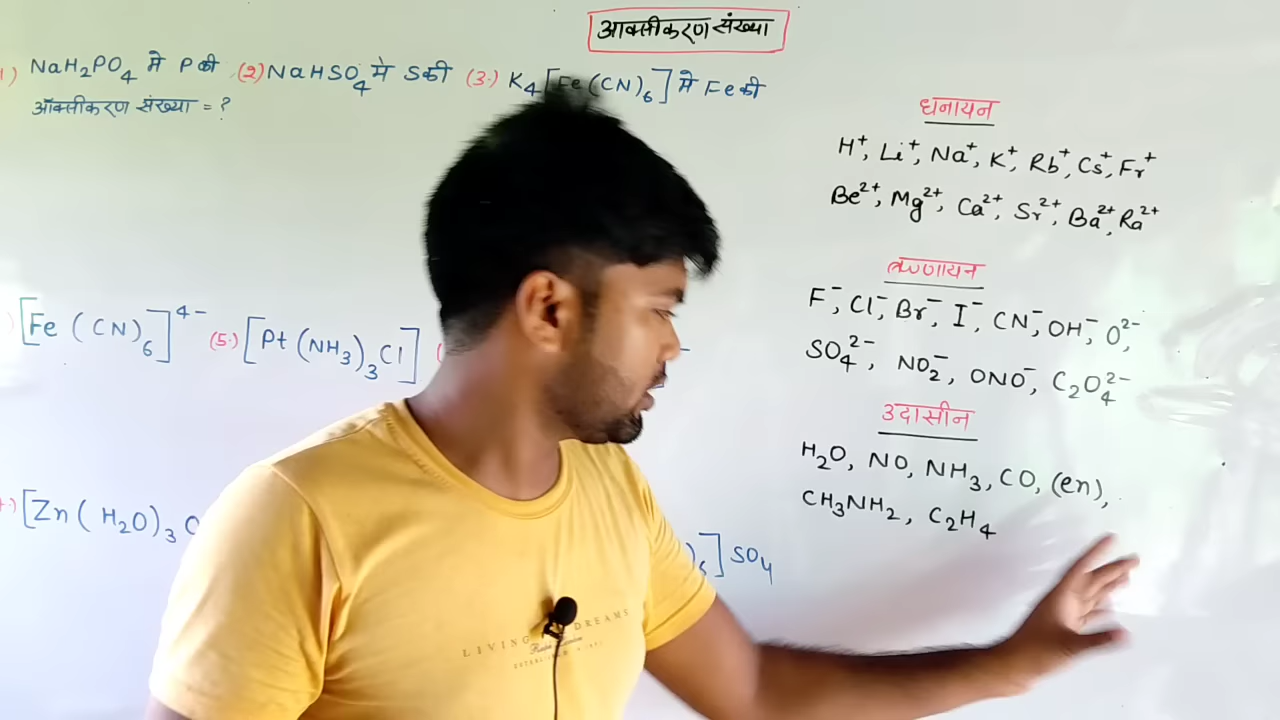 आक्सीकरण संख्या
1) NaH₂PO₄ में P की (2) NaHSO₄ में S की (3.) K₄[Fe(CN)₆] में Fe की
ऑक्सीकरण संख्या = ?
[Fe(CN)₆]⁴⁻ (5.) [Pt(NH₃)₃Cl]
[Zn(H₂O)₃
]SO₄
धनायन
H⁺, Li⁺, Na⁺, K⁺, Rb⁺, Cs⁺, Fr⁺
Be²⁺, Mg²⁺, Ca²⁺, Sr²⁺, Ba²⁺, Ra²⁺
ऋणायन
F⁻, Cl⁻, Br⁻, I⁻, CN⁻, OH⁻, O²⁻,
SO₄²⁻, NO₂⁻, ONO⁻, C₂O₄²⁻
उदासीन
H₂O, NO, NH₃, CO, (en),
CH₃NH₂, C₂H₄
LIVING DREAMS